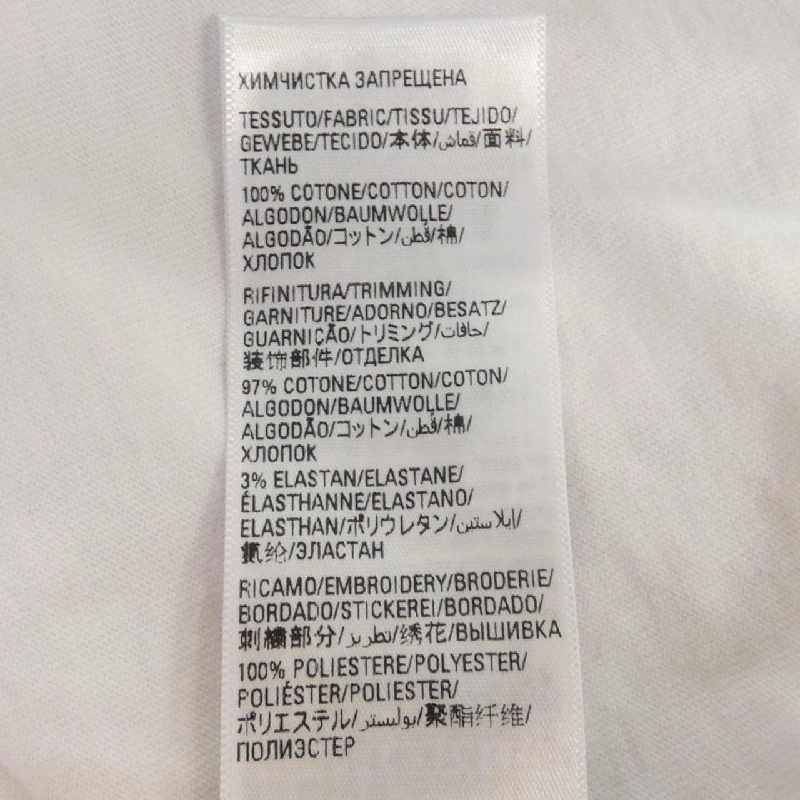 ХИМЧИСТКА ЗАПРЕЩЕНА
TESSUTO/FABRIC/TISSU/TEJIDO/
GEWEBE/TECIDO/本体/قماش/面料/
ТКАНЬ
100% COTONE/COTTON/COTON/
ALGODON/BAUMWOLLE/
ALGODÃO/コットン/قطن/棉/
ХЛОПОК
RIFINITURA/TRIMMING/
GARNITURE/ADORNO/BESATZ/
GUARNIÇÃO/トリミング/حافات/
装饰部件/ОТДЕЛКА
97% COTONE/COTTON/COTON/
ALGODON/BAUMWOLLE/
ALGODÃO/コットン/قطن/棉/
ХЛОПОК
3% ELASTAN/ELASTANE/
ÉLASTHANNE/ELASTANO/
ELASTHAN/ポリウレタン/إيلاستين/
氨纶/ЭЛАСТАН
RICAMO/EMBROIDERY/BRODERIE/
BORDADO/STICKEREI/BORDADO/
刺繍部分/تطريز/绣花/ВЫШИВКА
100% POLIESTERE/POLYESTER/
POLIÉSTER/POLIESTER/
ポリエステル/بوليستر/聚酯纤维/
ПОЛИЭСТЕР